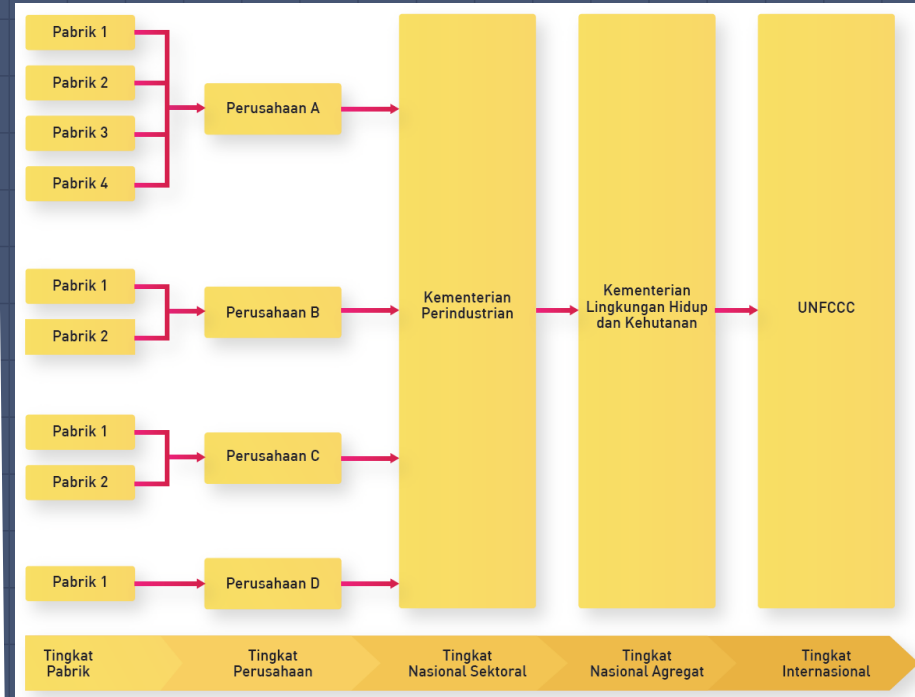 Pabrik 1
Pabrik 2
Pabrik 3
Pabrik 4
Perusahaan A
Pabrik 1
Pabrik 2
Perusahaan B
Pabrik 1
Pabrik 2
Perusahaan C
Pabrik 1
Perusahaan D
Kementerian
Perindustrian
Kementerian
Lingkungan Hidup
dan Kehutanan
UNFCCC
Tingkat
Pabrik
Tingkat
Perusahaan
Tingkat
Nasional Sektoral
Tingkat
Nasional Agregat
Tingkat
Internasional